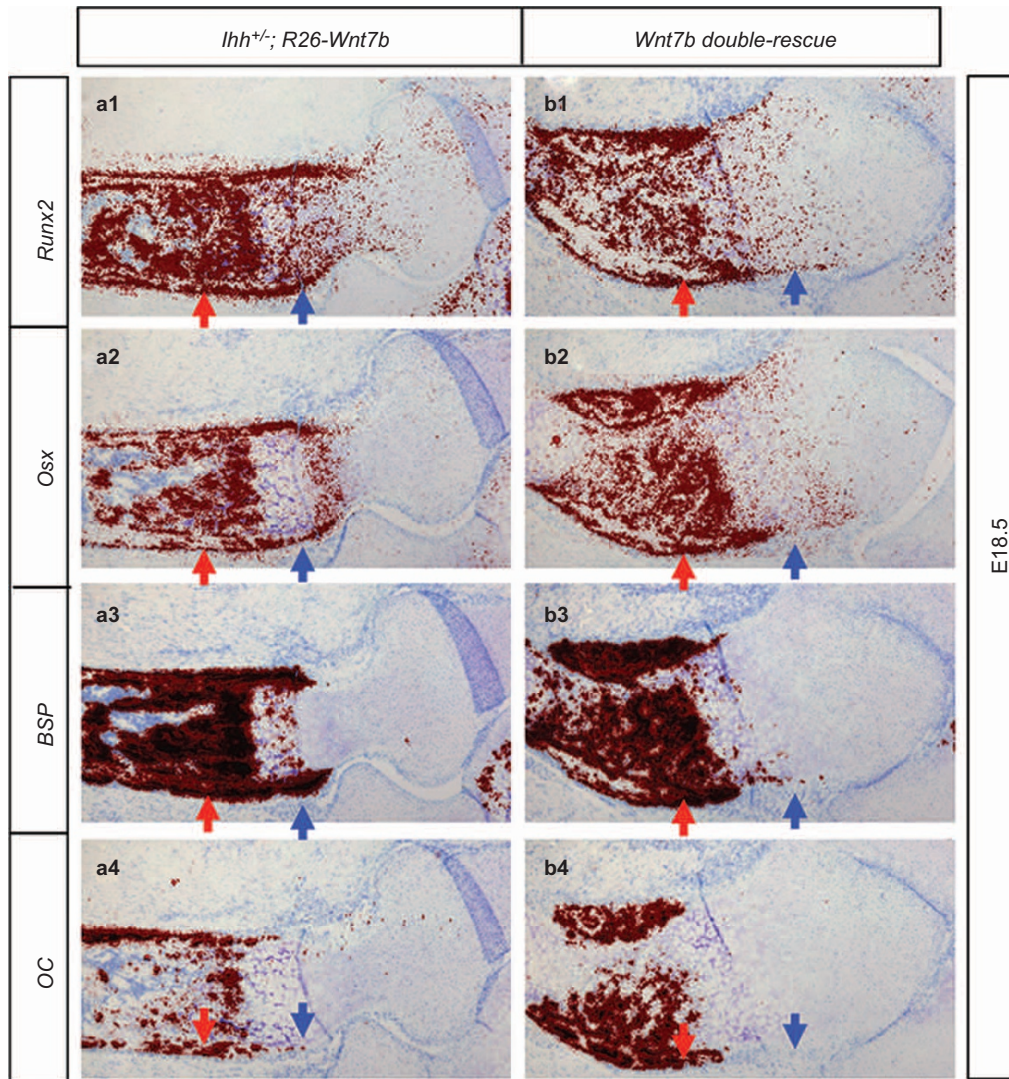 Ihh+/-; R26-Wnt7b
Wnt7b double-rescue
Runx2
a1
b1
Osx
a2
b2
E18.5
BSP
a3
b3
OC
a4
b4